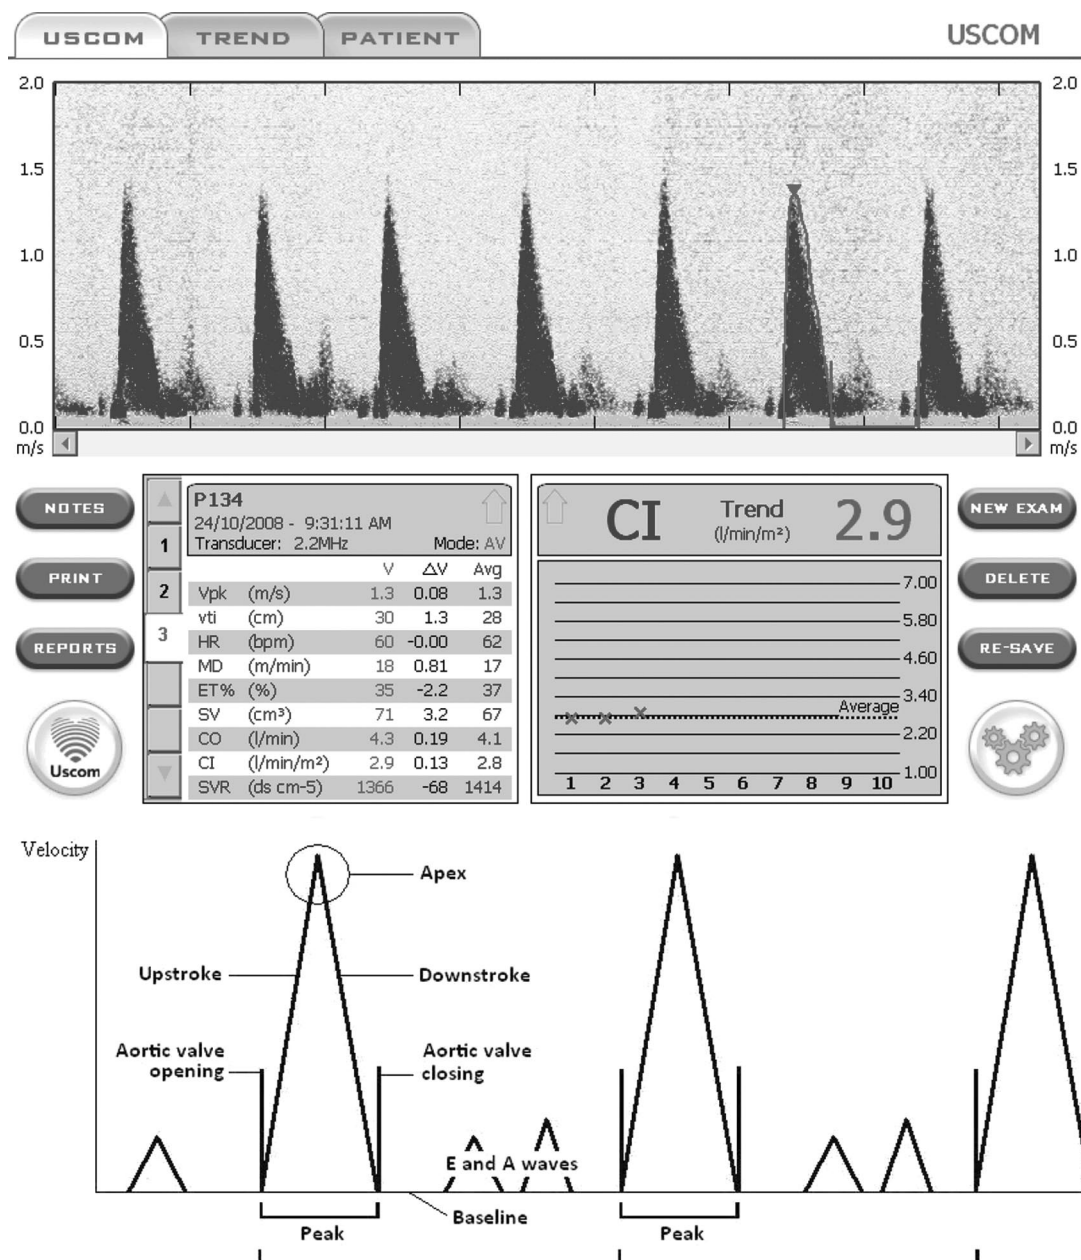 USCOM TREND PATIENT USCOM
2.0 2.0
1.5 1.5
1.0 1.0
0.5 0.5
0.0 0.0
m/s m/s
NOTES
PRINT
REPORTS
Uscom
1
2
3
P134
24/10/2008 - 9:31:11 AM
Transducer: 2.2MHz Mode: AV
V ΔV Avg
Vpk (m/s) 1.3 0.08 1.3
vti (cm) 30 1.3 28
HR (bpm) 60 -0.00 62
MD (m/min) 18 0.81 17
ET% (%) 35 -2.2 37
SV (cm³) 71 3.2 67
CO (l/min) 4.3 0.19 4.1
CI (l/min/m²) 2.9 0.13 2.8
SVR (ds cm-5) 1366 -68 1414
CI Trend 2.9
(l/min/m²)
7.00
5.80
4.60
3.40
Average
2.20
1.00
1 2 3 4 5 6 7 8 9 10
NEW EXAM
DELETE
RE-SAVE
Velocity
Apex
Upstroke Downstroke
Aortic valve opening
Aortic valve closing
E and A waves
Baseline
Peak Peak